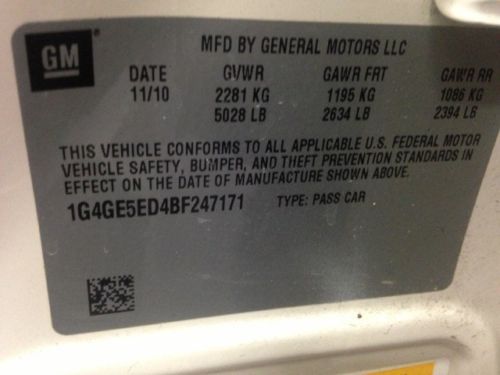 GM
MFD BY GENERAL MOTORS LLC
DATE GVWR GAWR FRT GAWR RR
11/10 2281 KG 1195 KG 1086 KG
5028 LB 2634 LB 2394 LB
THIS VEHICLE CONFORMS TO ALL APPLICABLE U.S. FEDERAL MOTOR
VEHICLE SAFETY, BUMPER, AND THEFT PREVENTION STANDARDS IN
EFFECT ON THE DATE OF MANUFACTURE SHOWN ABOVE.
1G4GE5ED4BF247171 TYPE: PASS CAR